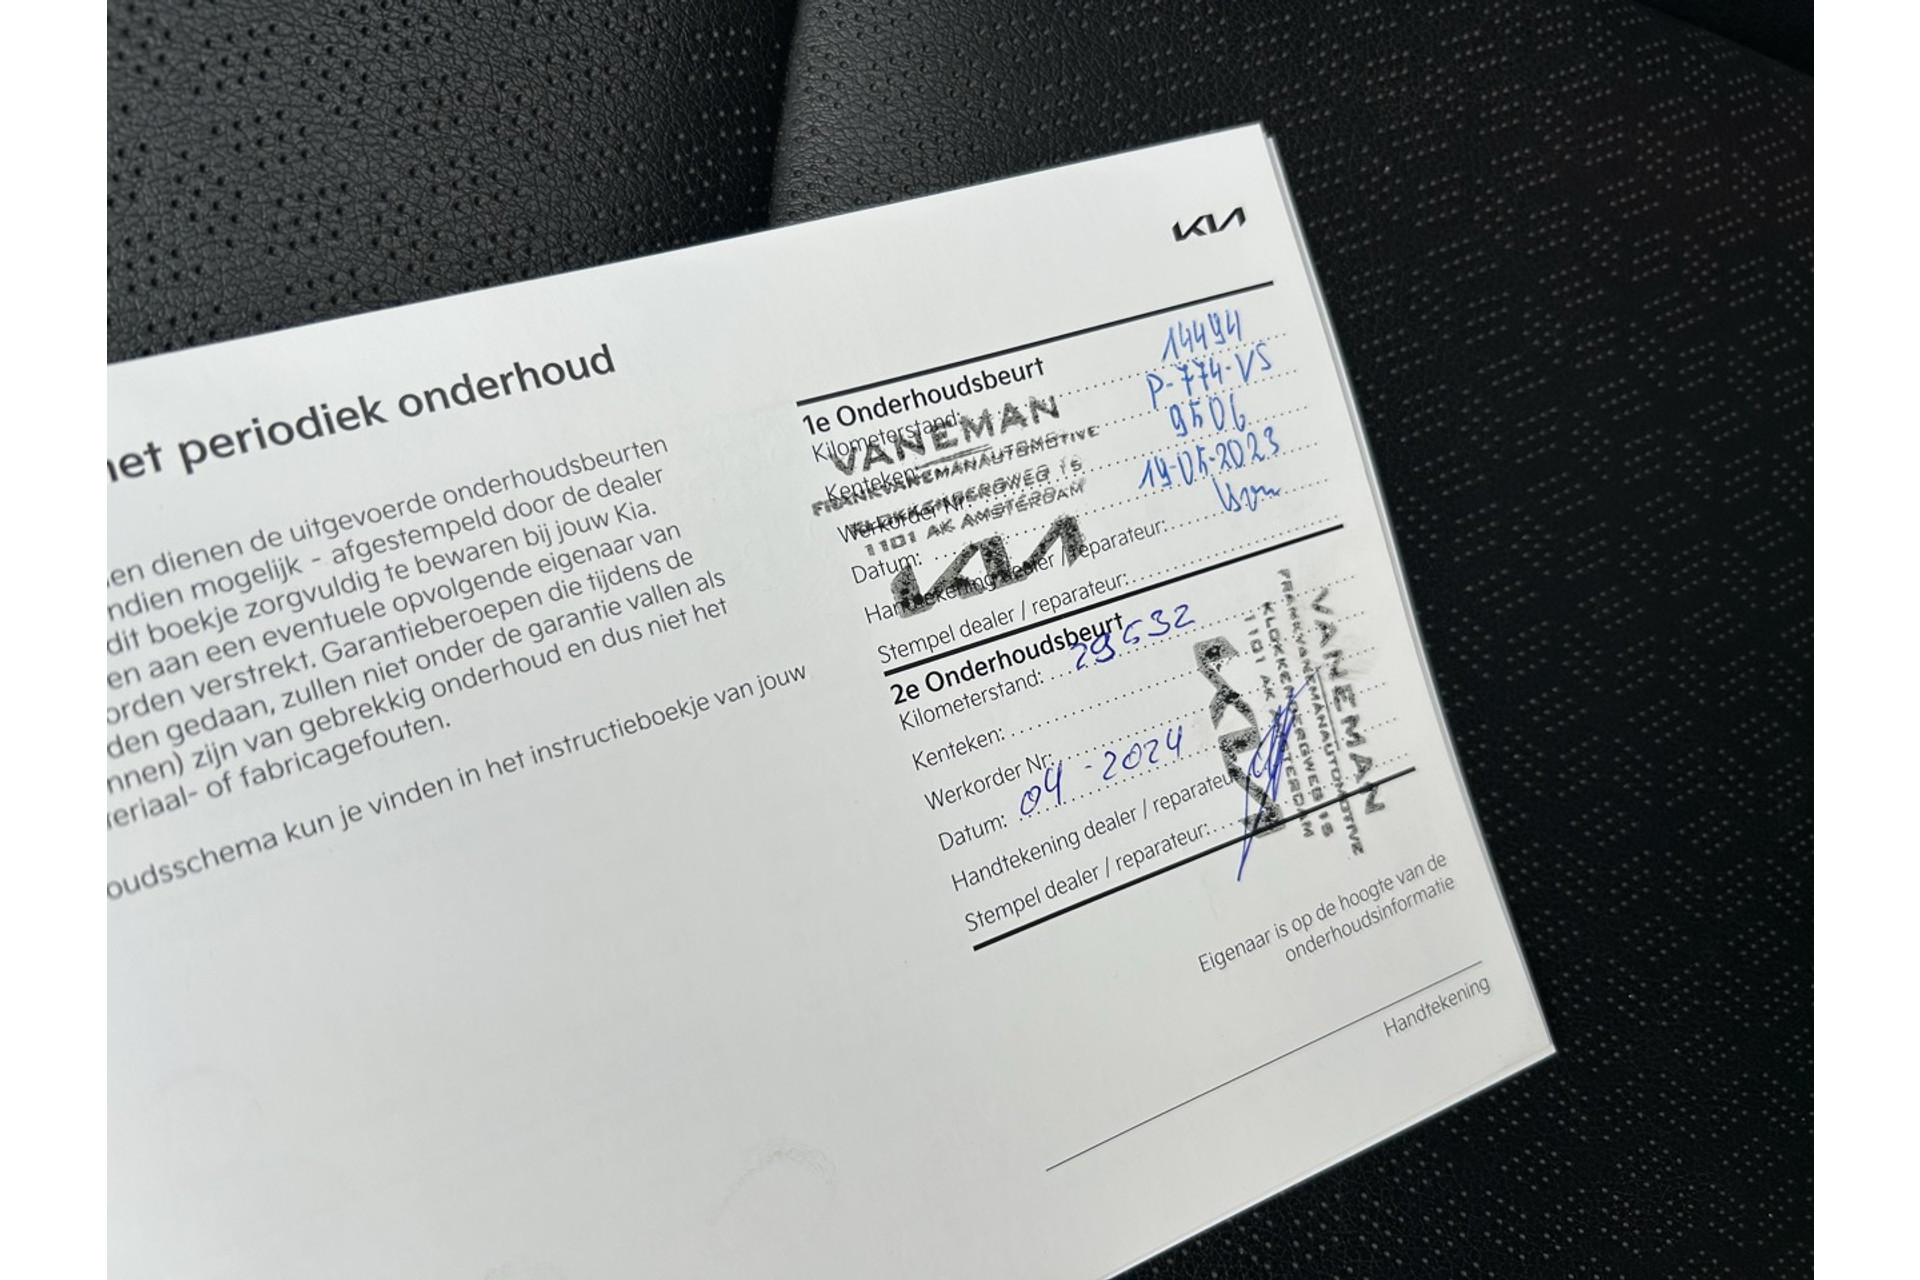 KIA
het periodiek onderhoud
en dienen de uitgevoerde onderhoudsbeurten
ndien mogelijk - afgestempeld door de dealer
dit boekje zorgvuldig te bewaren bij jouw Kia.
en aan een eventuele opvolgende eigenaar van
orden verstrekt. Garantieberoepen die tijdens de
den gedaan, zullen niet onder de garantie vallen als
nnen) zijn van gebrekkig onderhoud en dus niet het
eriaal- of fabricagefouten.
oudsschema kun je vinden in het instructieboekje van jouw
1e Onderhoudsbeurt
Kilometerstand: 14494
Kenteken: P-774-VS
Werkorder Nr.: 9506
Datum: 19-05-2023
Handtekening dealer / reparateur:
Stempel dealer / reparateur:
VANEMAN
FRANKVANEMANAUTOMOTIVE
KLOKKENBERGWEG 15
1101 AK AMSTERDAM
KIA
2e Onderhoudsbeurt
Kilometerstand: 29632
Kenteken:
Werkorder Nr.:
Datum: 04-2024
Handtekening dealer / reparateur:
Stempel dealer / reparateur:
VANEMAN
FRANKVANEMANAUTOMOTIVE
KLOKKENBERGWEG 15
1101 AK AMSTERDAM
KIA
Eigenaar is op de hoogte van de
onderhoudsinformatie
Handtekening